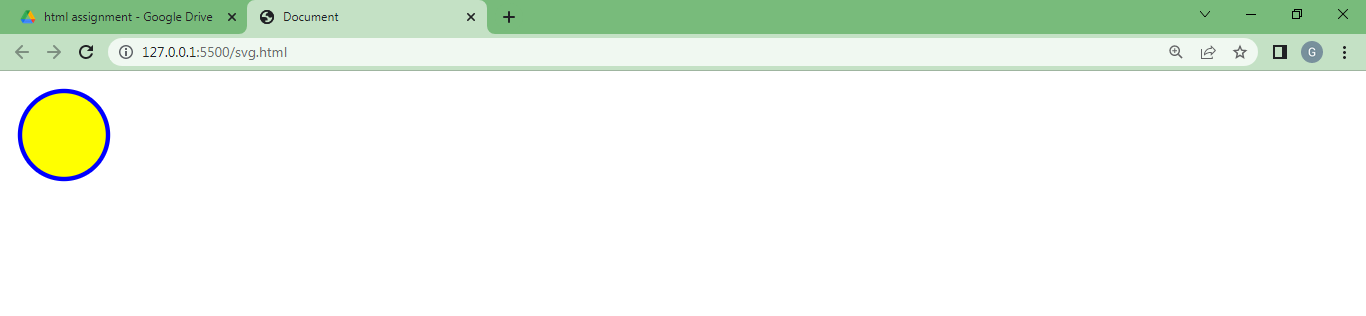 html assignment - Google Drive
Document
127.0.0.1:5500/svg.html
G